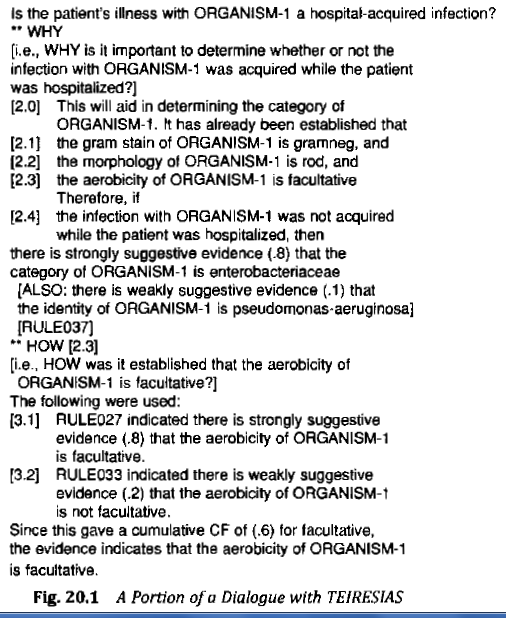 Is the patient's illness with ORGANISM-1 a hospital-acquired infection?
** WHY
[i.e., WHY is it important to determine whether or not the
infection with ORGANISM-1 was acquired while the patient
was hospitalized?]
[2.0] This will aid in determining the category of
ORGANISM-1. It has already been established that
[2.1] the gram stain of ORGANISM-1 is gramneg, and
[2.2] the morphology of ORGANISM-1 is rod, and
[2.3] the aerobicity of ORGANISM-1 is facultative
Therefore, if
[2.4] the infection with ORGANISM-1 was not acquired
while the patient was hospitalized, then
there is strongly suggestive evidence (.8) that the
category of ORGANISM-1 is enterobacteriaceae
[ALSO: there is weakly suggestive evidence (.1) that
the identity of ORGANISM-1 is pseudomonas-aeruginosa]
[RULE037]
** HOW [2.3]
[i.e., HOW was it established that the aerobicity of
ORGANISM-1 is facultative?]
The following were used:
[3.1] RULE027 indicated there is strongly suggestive
evidence (.8) that the aerobicity of ORGANISM-1
is facultative.
[3.2] RULE033 indicated there is weakly suggestive
evidence (.2) that the aerobicity of ORGANISM-1
is not facultative.
Since this gave a cumulative CF of (.6) for facultative,
the evidence indicates that the aerobicity of ORGANISM-1
is facultative.
Fig. 20.1 A Portion of a Dialogue with TEIRESIAS